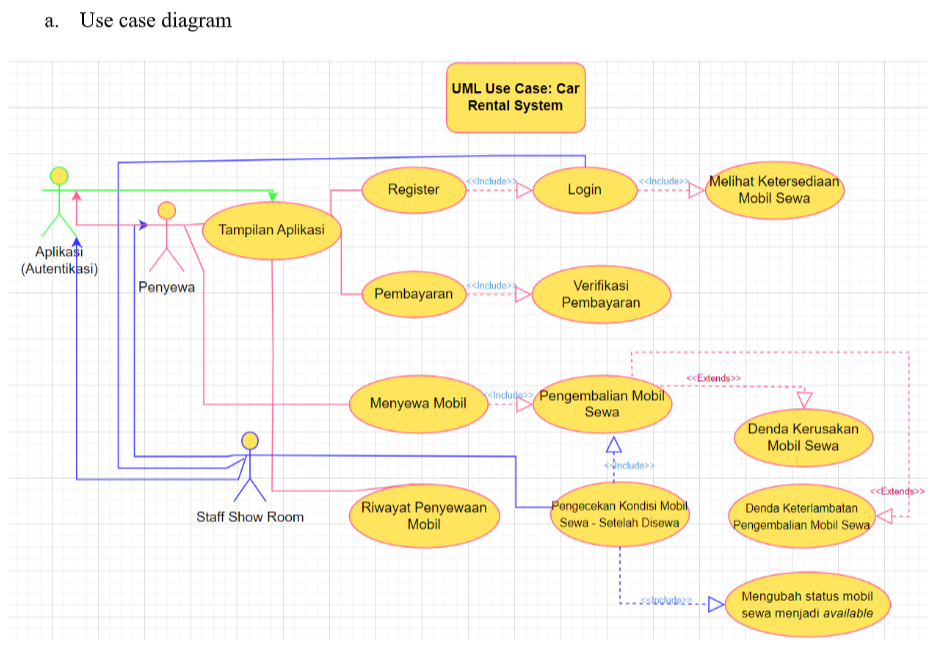 a. Use case diagram
UML Use Case: Car
Rental System
Register
<<Include>>
Login
<<Include>>
Melihat Ketersediaan
Mobil Sewa
Aplikasi
(Autentikasi)
Penyewa
Tampilan Aplikasi
Pembayaran
<<Include>>
Verifikasi
Pembayaran
Menyewa Mobil
<<Include>>
Pengembalian Mobil
Sewa
<<Extends>>
Denda Kerusakan
Mobil Sewa
<<Include>>
Staff Show Room
Riwayat Penyewaan
Mobil
Pengecekan Kondisi Mobil
Sewa - Setelah Disewa
<<Extends>>
Denda Keterlambatan
Pengembalian Mobil Sewa
<<Include>>
Mengubah status mobil
sewa menjadi available